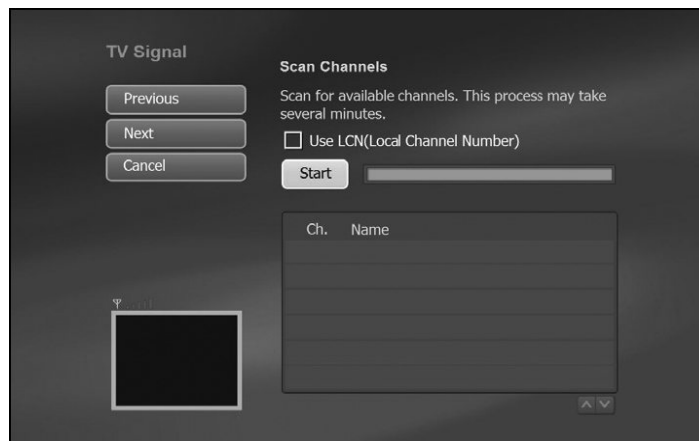 TV Signal
Previous
Next
Cancel
Scan Channels
Scan for available channels. This process may take
several minutes.
Use LCN(Local Channel Number)
Start
Ch. Name